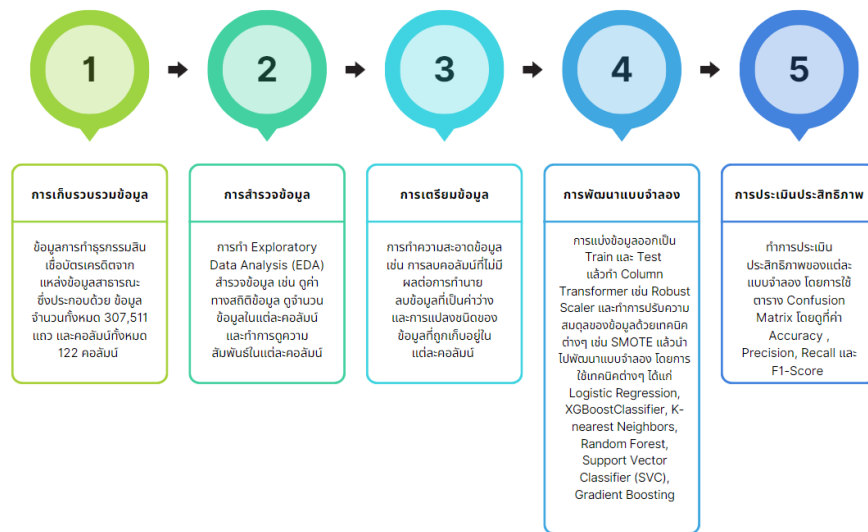 1
2
3
4
5
การเก็บรวบรวมข้อมูล
ข้อมูลการทำธุรกรรมสิน
เชื่อบัตรเครดิตจาก
แหล่งข้อมูลสาธารณะ
ซึ่งประกอบด้วย ข้อมูล
จำนวนทั้งหมด 307,511
แถว และคอลัมน์ทั้งหมด
122 คอลัมน์
การสำรวจข้อมูล
การทำ Exploratory
Data Analysis (EDA)
สำรวจข้อมูล เช่น ดูค่า
ทางสถิติข้อมูล ดูจำนวน
ข้อมูลในแต่ละคอลัมน์
และทำการดูความ
สัมพันธ์ในแต่ละคอลัมน์
การเตรียมข้อมูล
การทำความสะอาดข้อมูล
เช่น การลบคอลัมน์ที่ไม่มี
ผลต่อการทำนาย
ลบข้อมูลที่เป็นค่าว่าง
และการแปลงชนิดของ
ข้อมูลที่ถูกเก็บอยู่ใน
แต่ละคอลัมน์
การพัฒนาแบบจำลอง
การแบ่งข้อมูลออกเป็น
Train และ Test
แล้วทำ Column
Transformer เช่น Robust
Scaler และทำการปรับความ
สมดุลของข้อมูลด้วยเทคนิค
ต่างๆ เช่น SMOTE แล้วนำ
ไปพัฒนาแบบจำลอง โดยการ
ใช้เทคนิคต่างๆ ได้แก่
Logistic Regression,
XGBoostClassifier, K-
nearest Neighbors,
Random Forest,
Support Vector
Classifier (SVC),
Gradient Boosting
การประเมินประสิทธิภาพ
ทำการประเมิน
ประสิทธิภาพของแต่ละ
แบบจำลอง โดยการใช้
ตาราง Confusion
Matrix โดยดูที่ค่า
Accuracy ,
Precision, Recall และ
F1-Score